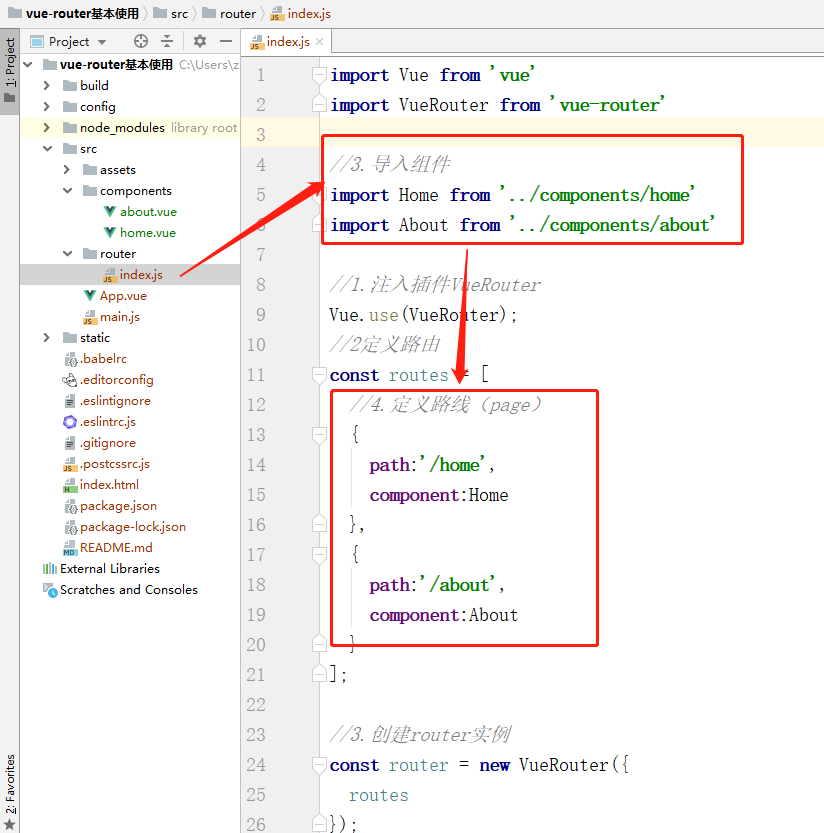 vue-router基本使用 src router index.js
1: Project
Project
index.js
vue-router基本使用 C:\Users\z
build
config
node_modules library root
src
assets
components
about.vue
home.vue
router
index.js
App.vue
main.js
static
.babelrc
.editorconfig
.eslintignore
.eslintrc.js
.gitignore
.postcssrc.js
index.html
package.json
package-lock.json
README.md
External Libraries
Scratches and Consoles
2: Favorites
1 import Vue from 'vue'
2 import VueRouter from 'vue-router'
3
4 //3.导入组件
5 import Home from '../components/home'
6 import About from '../components/about'
7
8 //1.注入插件VueRouter
9 Vue.use(VueRouter);
10 //2定义路由
11 const routes = [
12 //4.定义路线（page）
13 {
14 path:'/home',
15 component:Home
16 },
17 {
18 path:'/about',
19 component:About
20 }
21 ];
22
23 //3.创建router实例
24 const router = new VueRouter({
25 routes
26 });